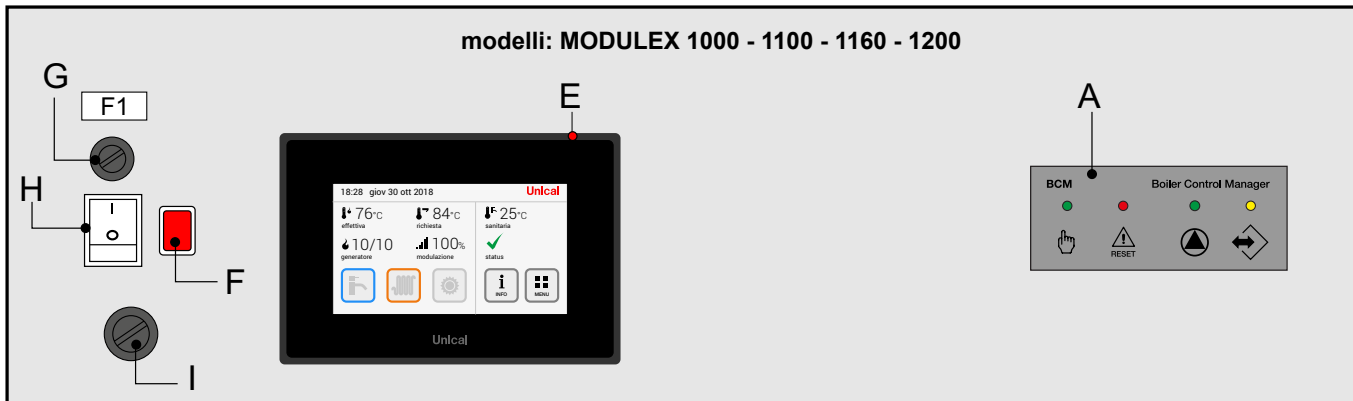 modelli: MODULEX 1000 - 1100 - 1160 - 1200
G
F1
H
I
O
F
I
E
18:28 giov 30 ott 2018
Unical
76°C
effettiva
84°C
richiesta
25°C
sanitaria
10/10
generatore
100%
modulazione
status
i
INFO
MENU
Unical
A
BCM
Boiler Control Manager
RESET